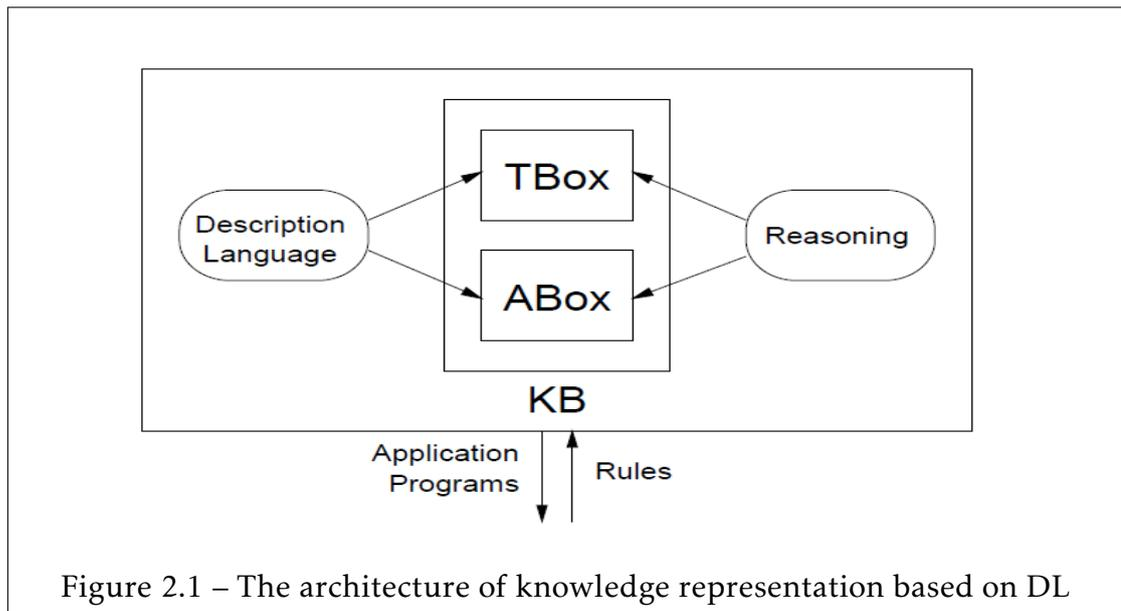 TBox
Description
Language
Reasoning
ABox
KB
Application
Programs
Rules
Figure 2.1 – The architecture of knowledge representation based on DL